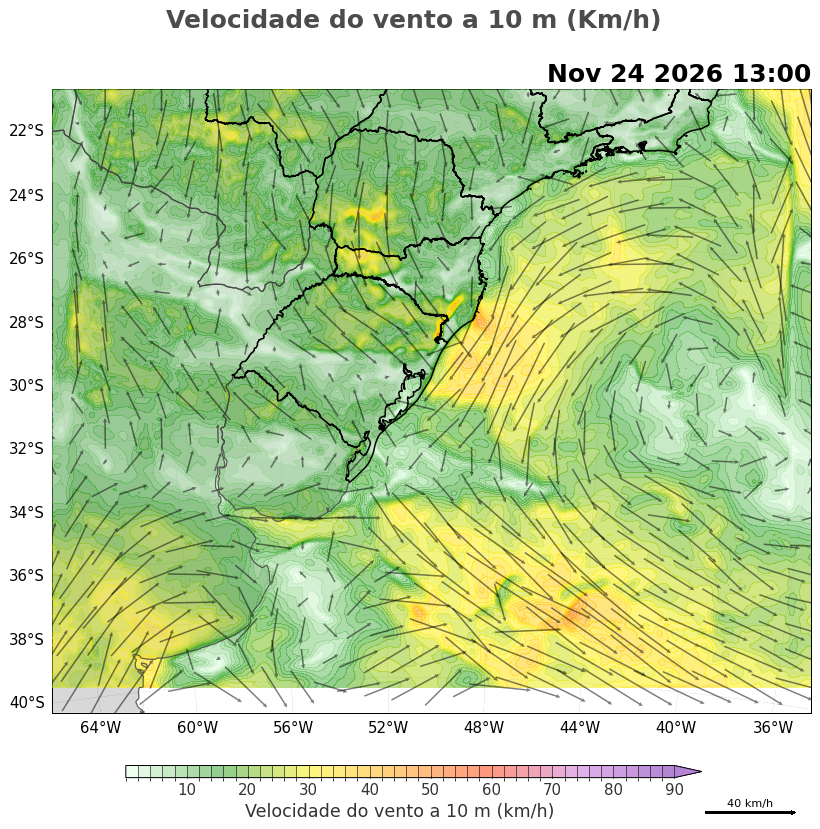 Velocidade do vento a 10 m (Km/h)
Nov 24 2026 13:00
22°S
24°S
26°S
28°S
30°S
32°S
34°S
36°S
38°S
40°S
64°W 60°W 56°W 52°W 48°W 44°W 40°W 36°W
10 20 30 40 50 60 70 80 90
Velocidade do vento a 10 m (km/h)
40 km/h